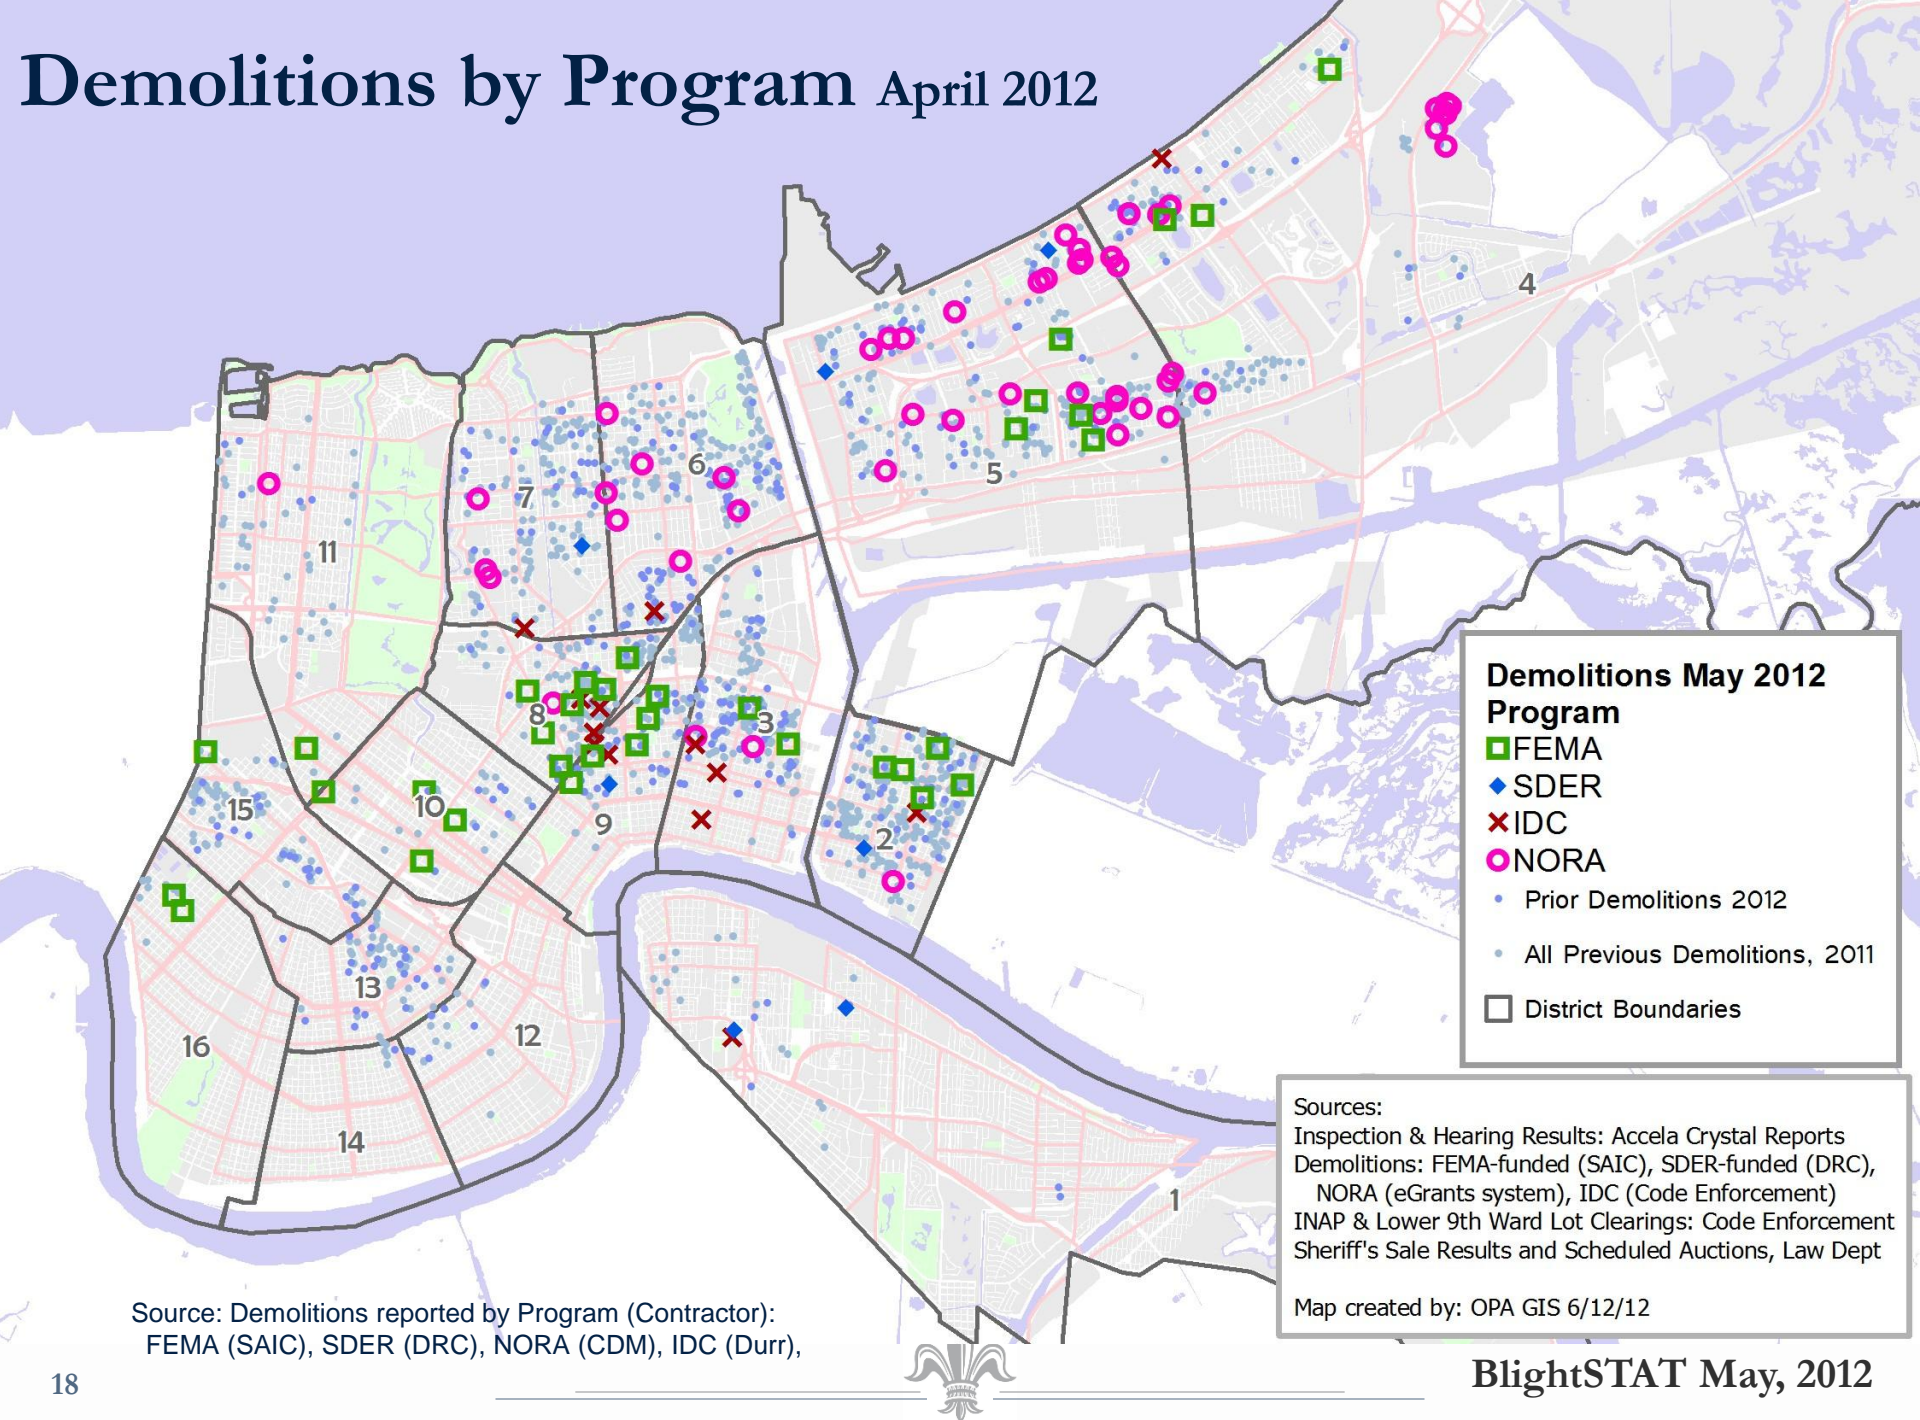 Demolitions by Program April 2012
4
6
7
5
11
8
3
15
10
9
2
13
16
12
14
1
Demolitions May 2012
Program
FEMA
SDER
IDC
NORA
Prior Demolitions 2012
All Previous Demolitions, 2011
District Boundaries
Sources:
Inspection & Hearing Results: Accela Crystal Reports
Demolitions: FEMA-funded (SAIC), SDER-funded (DRC),
NORA (eGrants system), IDC (Code Enforcement)
INAP & Lower 9th Ward Lot Clearings: Code Enforcement
Sheriff's Sale Results and Scheduled Auctions, Law Dept
Map created by: OPA GIS 6/12/12
Source: Demolitions reported by Program (Contractor):
FEMA (SAIC), SDER (DRC), NORA (CDM), IDC (Durr),
18
BlightSTAT May, 2012